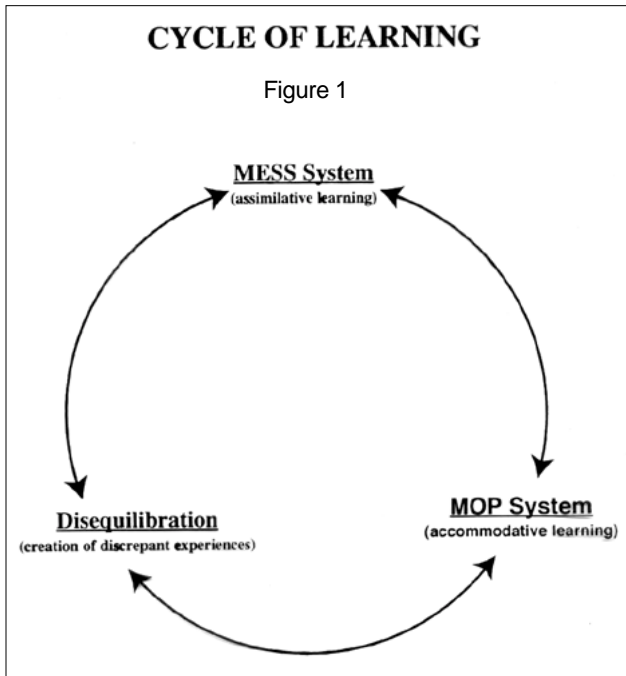 CYCLE OF LEARNING
Figure 1
MESS System
(assimilative learning)
Disequilibration
(creation of discrepant experiences)
MOP System
(accommodative learning)